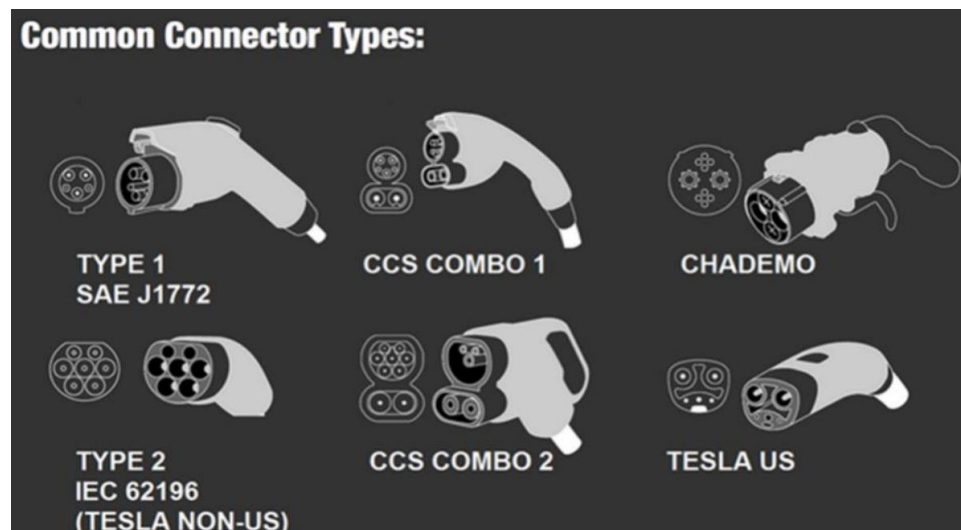 Common Connector Types:
TYPE 1
SAE J1772
CCS COMBO 1
CHADEMO
TYPE 2
IEC 62196
(TESLA NON-US)
CCS COMBO 2
TESLA US